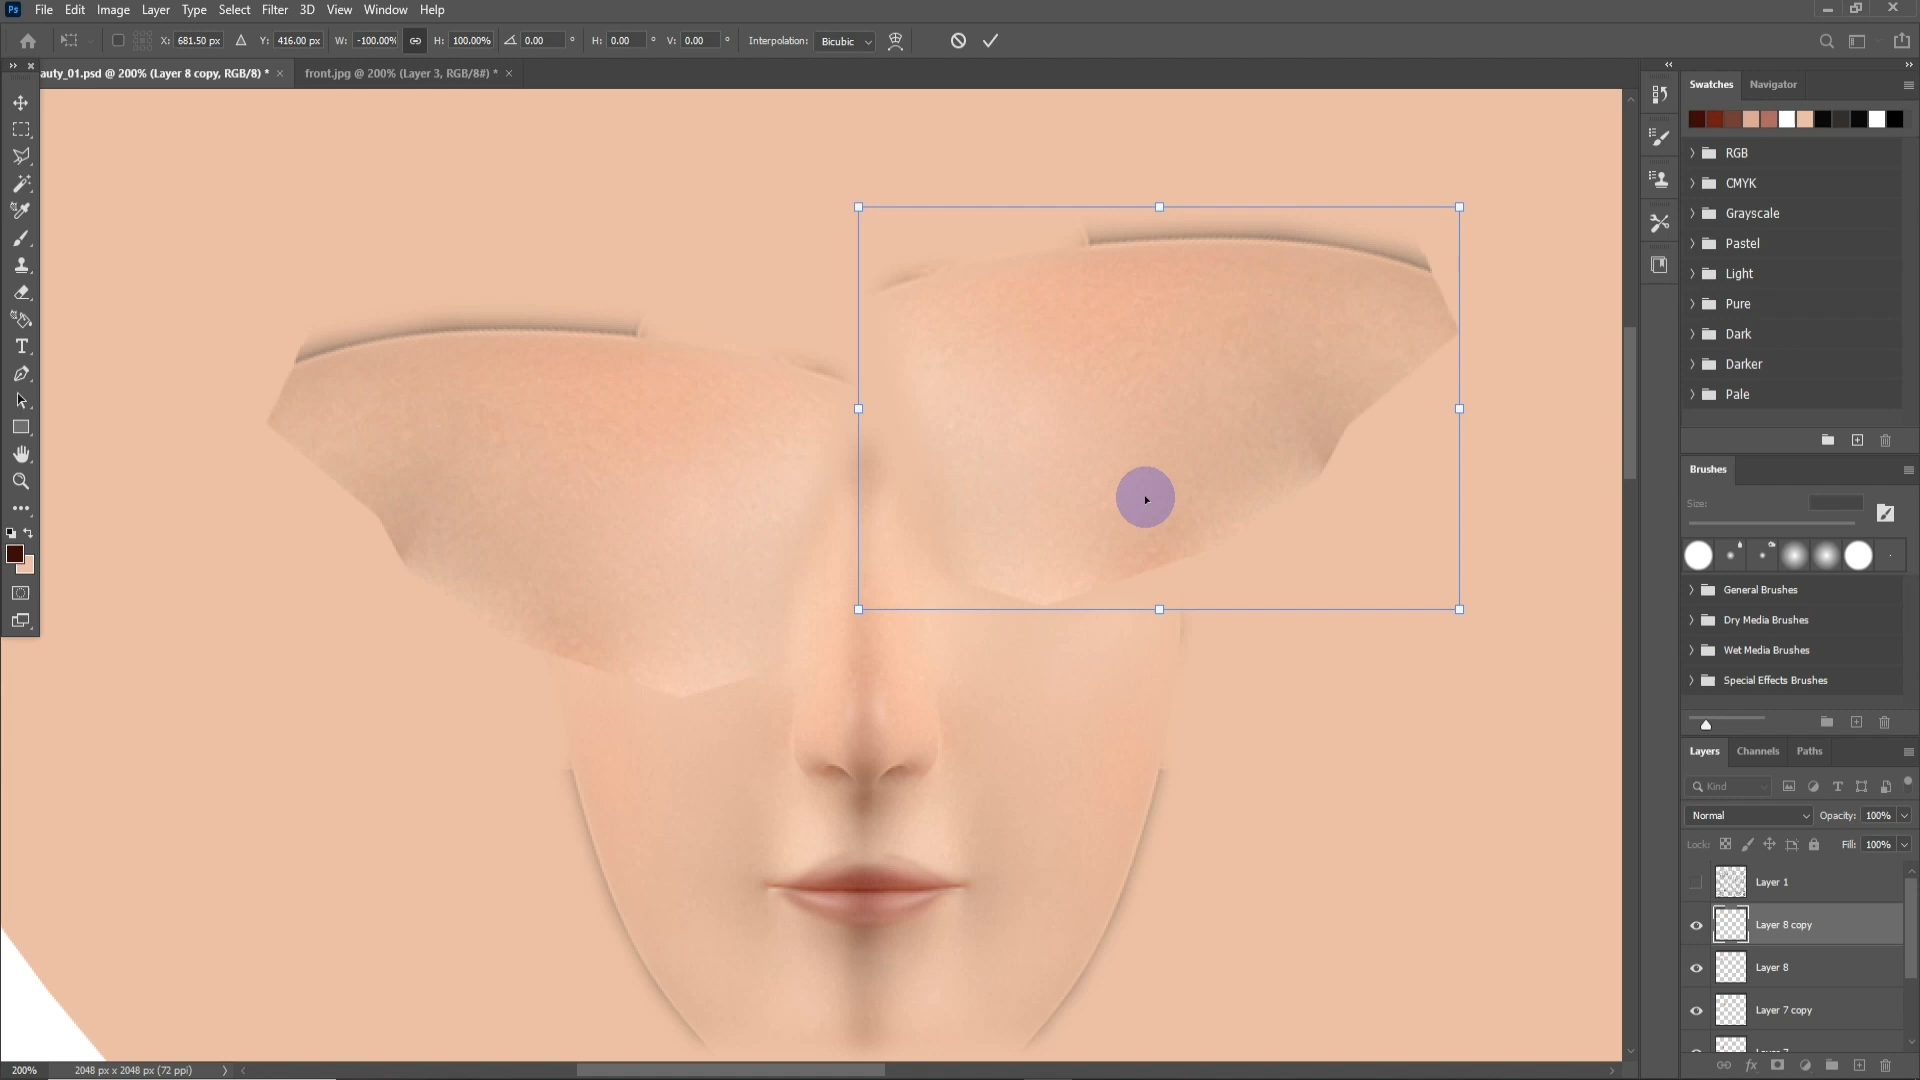 Ps File Edit Image Layer Type Select Filter 3D View Window Help
X: 681.50 px Y: 416.00 px W: -100.00% H: 100.00% 0.00 ° H: 0.00 ° V: 0.00 ° Interpolation: Bicubic
auty_01.psd @ 200% (Layer 8 copy, RGB/8) * × front.jpg @ 200% (Layer 3, RGB/8#) * ×
Swatches Navigator
RGB
CMYK
Grayscale
Pastel
Light
Pure
Dark
Darker
Pale
Brushes
Size:
General Brushes
Dry Media Brushes
Wet Media Brushes
Special Effects Brushes
Layers Channels Paths
Kind
Normal Opacity: 100%
Lock: Fill: 100%
Layer 1
Layer 8 copy
Layer 8
Layer 7 copy
200% 2048 px x 2048 px (72 ppi)